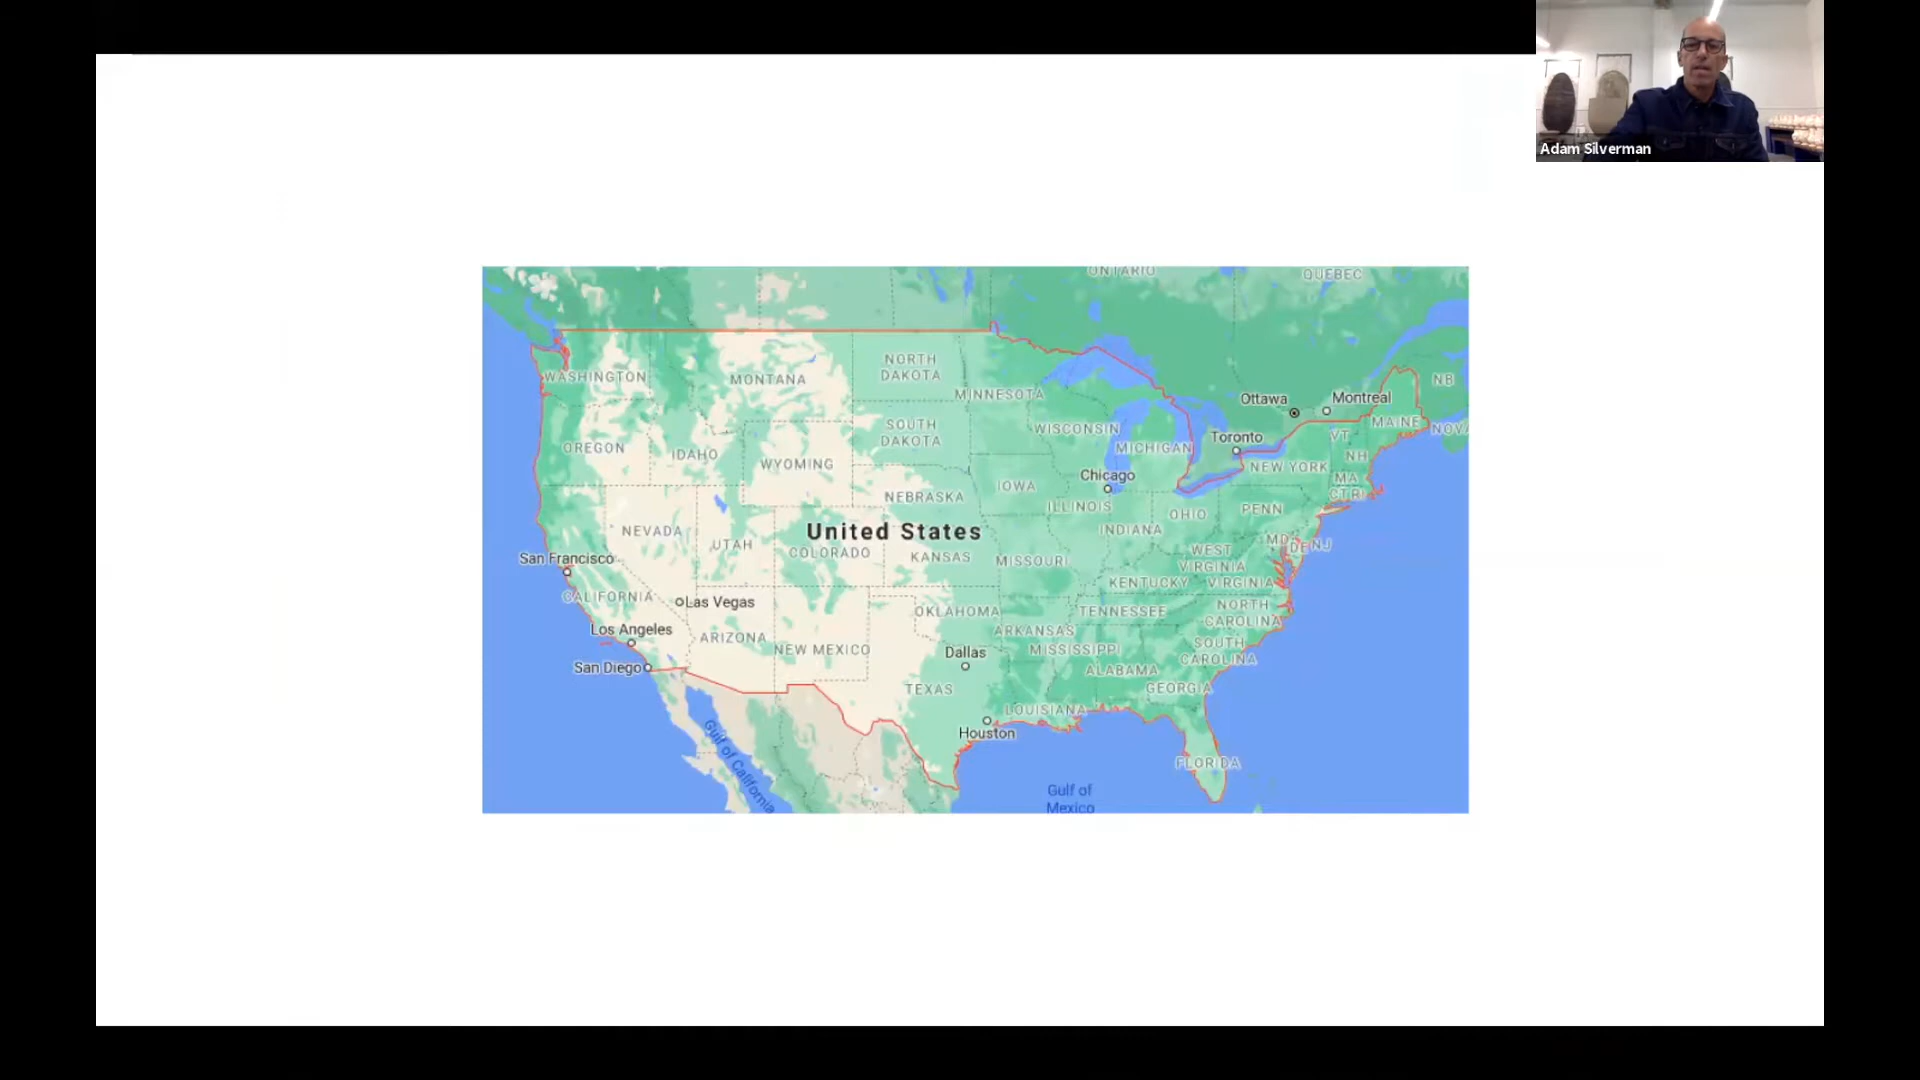 Adam Silverman
ONTARIO
QUEBEC
NORTH
DAKOTA
WASHINGTON
MONTANA
NB
MINNESOTA
Ottawa
Montreal
MAINE
NOVA
SOUTH
DAKOTA
WISCONSIN
VT
Toronto
OREGON
IDAHO
MICHIGAN
NH
WYOMING
NEW YORK
Chicago
MA
IOWA
NEBRASKA
CT RI
ILLINOIS
OHIO
PENN
NEVADA
United States
INDIANA
UTAH
COLORADO
KANSAS
MISSOURI
MD
DE NJ
WEST
VIRGINIA
San Francisco
KENTUCKY
VIRGINIA
CALIFORNIA
Las Vegas
OKLAHOMA
TENNESSEE
NORTH
CAROLINA
Los Angeles
ARIZONA
NEW MEXICO
ARKANSAS
Dallas
MISSISSIPPI
SOUTH
CAROLINA
San Diego
ALABAMA
TEXAS
GEORGIA
LOUISIANA
Houston
Gulf of California
FLORIDA
Gulf of
Mexico